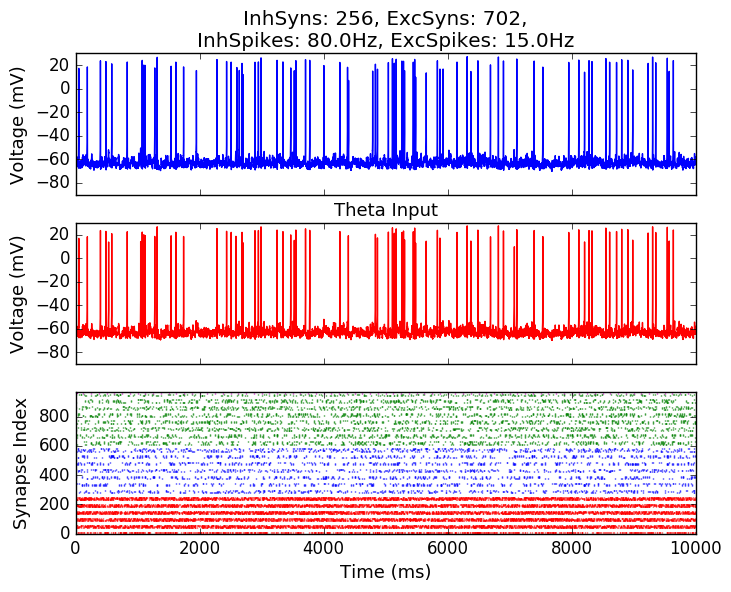 InhSyns: 256, ExcSyns: 702,
InhSpikes: 80.0Hz, ExcSpikes: 15.0Hz
20
0
−20
−40
−60
−80
Voltage (mV)
Theta Input
20
0
−20
−40
−60
−80
Voltage (mV)
800
600
400
200
0
Synapse Index
0 2000 4000 6000 8000 10000
Time (ms)